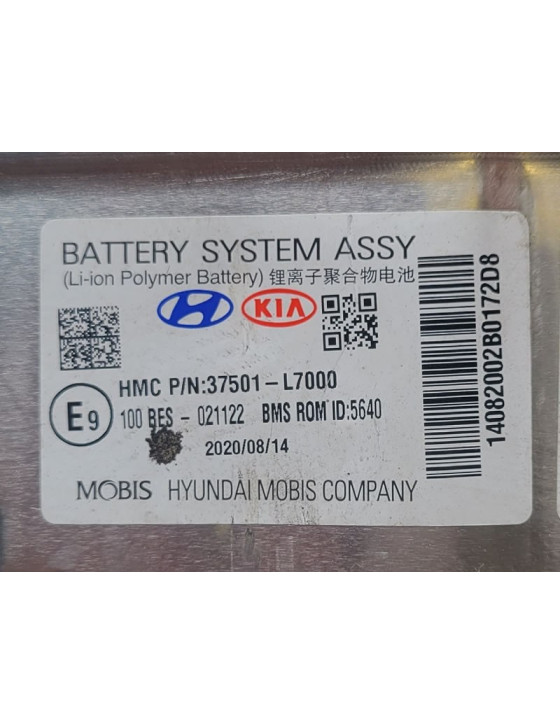 BATTERY SYSTEM ASSY
(Li-ion Polymer Battery) 锂离子聚合物电池
KIA
HMC P/N:37501-L7000
E9
100 RES - 021122 BMS ROM ID:5640
2020/08/14
MOBIS HYUNDAI MOBIS COMPANY
14082002B0172D8